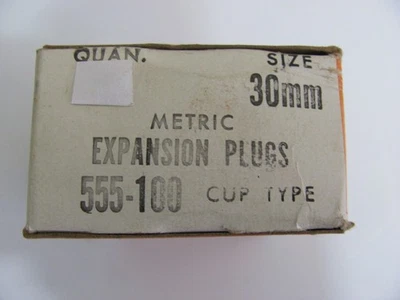 QUAN. SIZE
30mm
METRIC
EXPANSION PLUGS
555-100 CUP TYPE